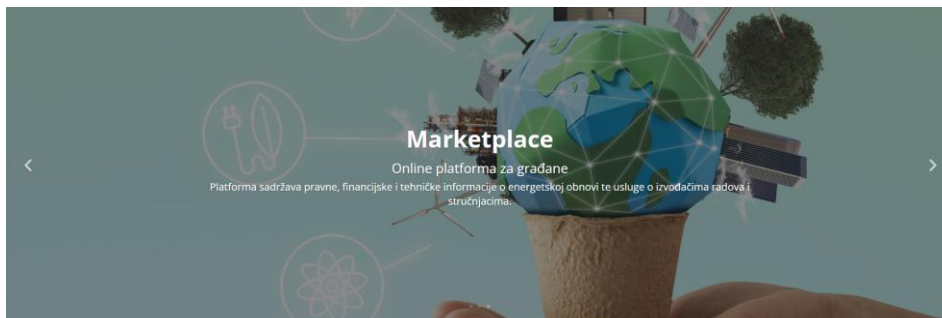 Marketplace
Online platforma za građane
Platforma sadržava pravne, financijske i tehničke informacije o energetskoj obnovi te usluge o izvođačima radova i
stručnjacima.